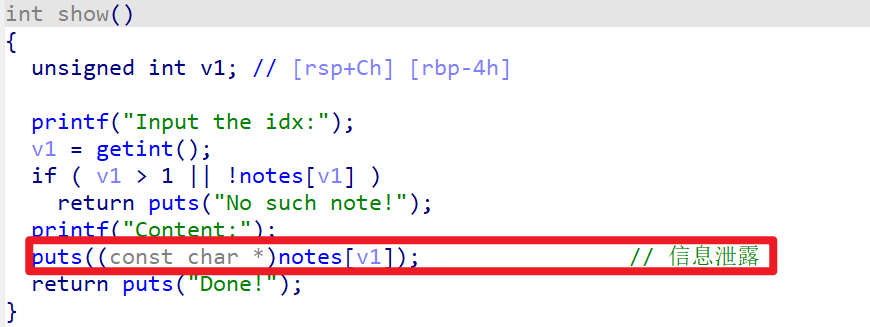 int show()
{
  unsigned int v1; // [rsp+Ch] [rbp-4h]

  printf("Input the idx:");
  v1 = getint();
  if ( v1 > 1 || !notes[v1] )
    return puts("No such note!");
  printf("Content:");
  puts((const char *)notes[v1]);                    // 信息泄露
  return puts("Done!");
}